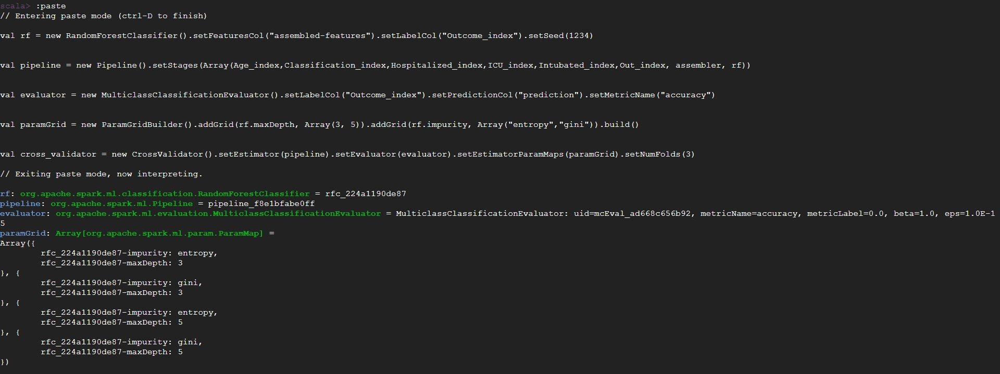 scala> :paste
// Entering paste mode (ctrl-D to finish)
val rf = new RandomForestClassifier().setFeaturesCol("assembled-features").setLabelCol("Outcome_index").setSeed(1234)
val pipeline = new Pipeline().setStages(Array(Age_index,Classification_index,Hospitalized_index,ICU_index,Intubated_index,Out_index, assembler, rf))
val evaluator = new MulticlassClassificationEvaluator().setLabelCol("Outcome_index").setPredictionCol("prediction").setMetricName("accuracy")
val paramGrid = new ParamGridBuilder().addGrid(rf.maxDepth, Array(3, 5)).addGrid(rf.impurity, Array("entropy","gini")).build()
val cross_validator = new CrossValidator().setEstimator(pipeline).setEvaluator(evaluator).setEstimatorParamMaps(paramGrid).setNumFolds(3)
// Exiting paste mode, now interpreting.
rf: org.apache.spark.ml.classification.RandomForestClassifier = rfc_224a1190de87
pipeline: org.apache.spark.ml.Pipeline = pipeline_f8e1bfabe0ff
evaluator: org.apache.spark.ml.evaluation.MulticlassClassificationEvaluator = MulticlassClassificationEvaluator: uid=mcEval_ad668c656b92, metricName=accuracy, metricLabel=0.0, beta=1.0, eps=1.0E-1
5
paramGrid: Array[org.apache.spark.ml.param.ParamMap] =
Array({
        rfc_224a1190de87-impurity: entropy,
        rfc_224a1190de87-maxDepth: 3
}, {
        rfc_224a1190de87-impurity: gini,
        rfc_224a1190de87-maxDepth: 3
}, {
        rfc_224a1190de87-impurity: entropy,
        rfc_224a1190de87-maxDepth: 5
}, {
        rfc_224a1190de87-impurity: gini,
        rfc_224a1190de87-maxDepth: 5
})